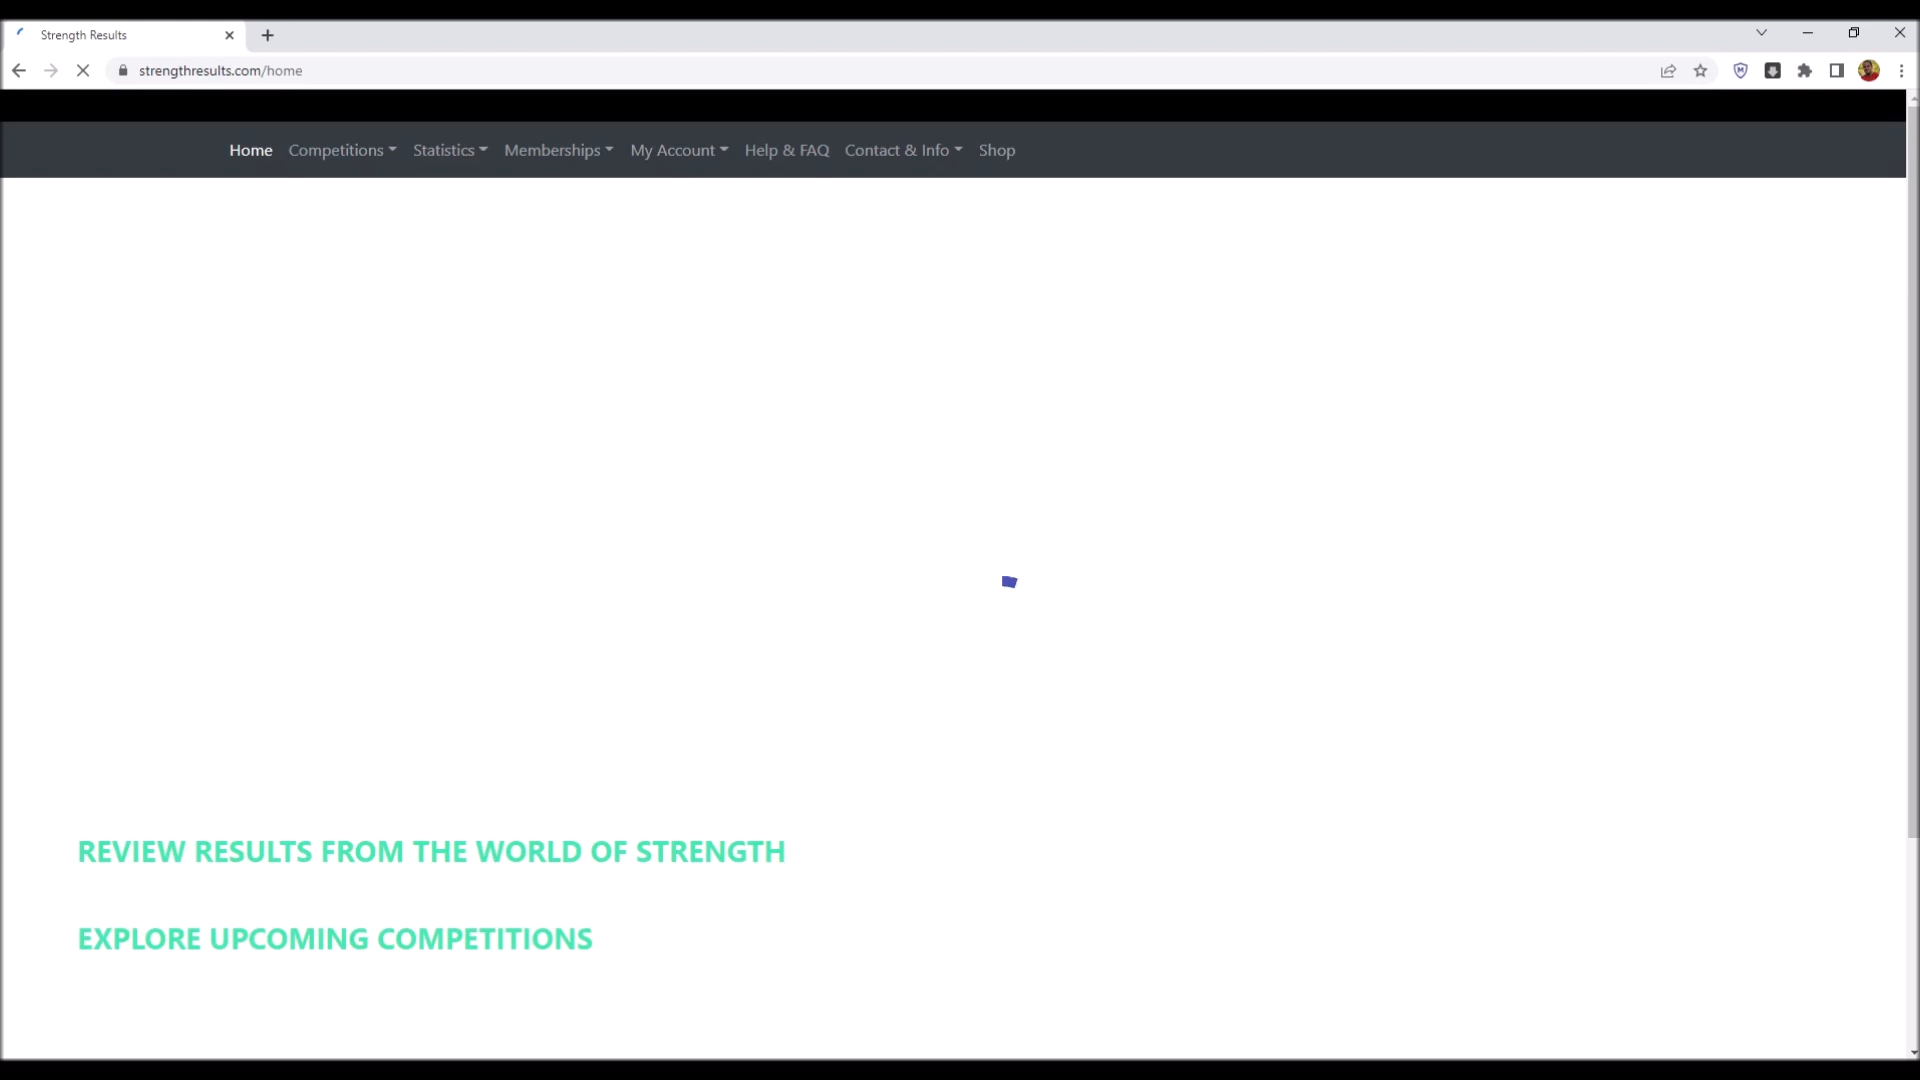 Strength Results
strengthresults.com/home
Home Competitions Statistics Memberships My Account Help & FAQ Contact & Info Shop
REVIEW RESULTS FROM THE WORLD OF STRENGTH
EXPLORE UPCOMING COMPETITIONS